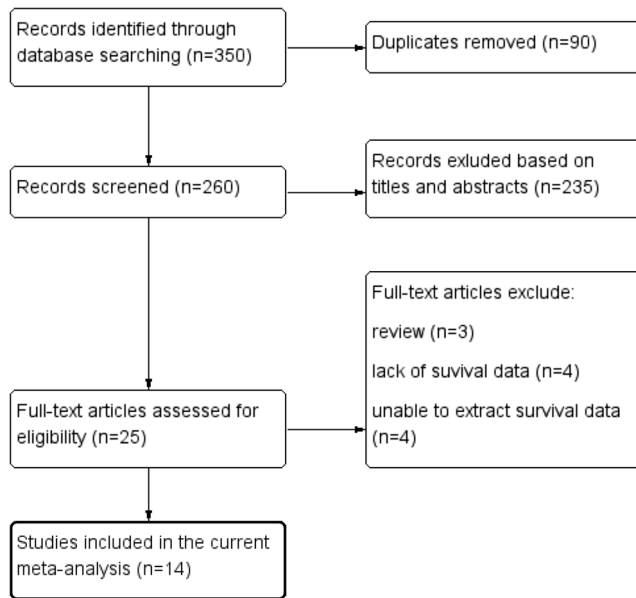 Records identified through
database searching (n=350)
Duplicates removed (n=90)
Records screened (n=260)
Records exluded based on
titles and abstracts (n=235)
Full-text articles exclude:
review (n=3)
lack of suvival data (n=4)
unable to extract survival data
(n=4)
Full-text articles assessed for
eligibility (n=25)
Studies included in the current
meta-analysis (n=14)